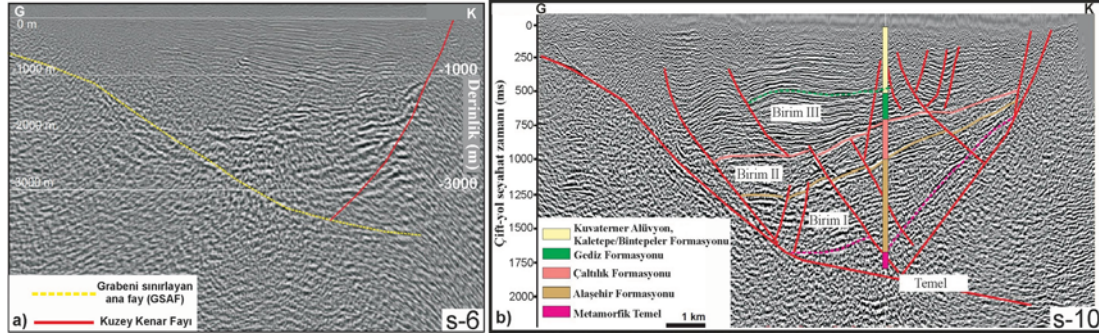 G
K
0 m
-1000 m
-2000 m
-3000 m
-1000
Derinlik (m)
-3000
Grabeni sınırlayan
ana fay (GSAF)
Kuzey Kenar Fayı
a)
s-6
G
K
Çift-yol seyahat zamanı (ms)
0
250
500
750
1000
1250
1500
1750
2000
Birim III
Birim II
Birim I
Temel
Kuvaterner Alüvyon,
Kaletepe/Bintepeler Formasyonu
Gediz Formasyonu
Çaltılık Formasyonu
Alaşehir Formasyonu
Metamorfik Temel
1 km
b)
s-10